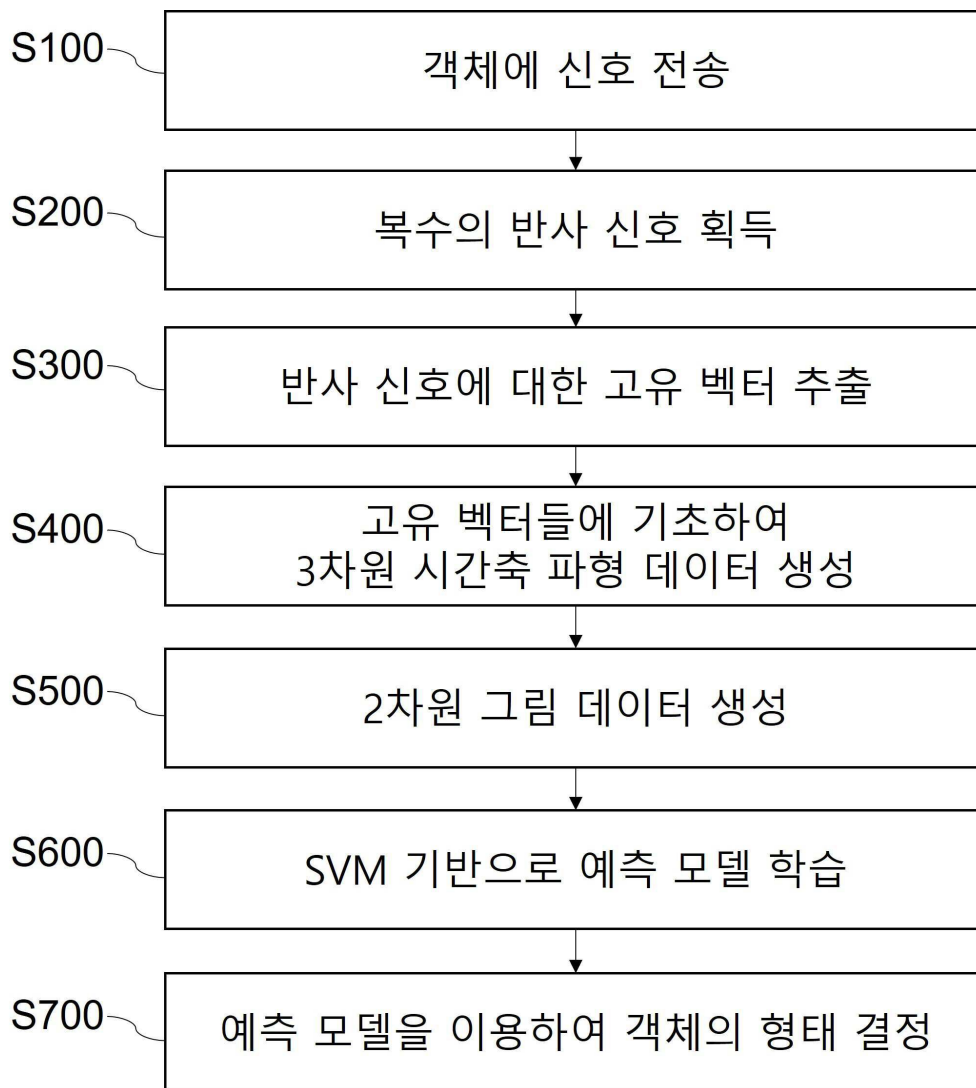 S100
객체에 신호 전송
S200
복수의 반사 신호 획득
S300
반사 신호에 대한 고유 벡터 추출
S400
고유 벡터들에 기초하여
3차원 시간축 파형 데이터 생성
S500
2차원 그림 데이터 생성
S600
SVM 기반으로 예측 모델 학습
S700
예측 모델을 이용하여 객체의 형태 결정